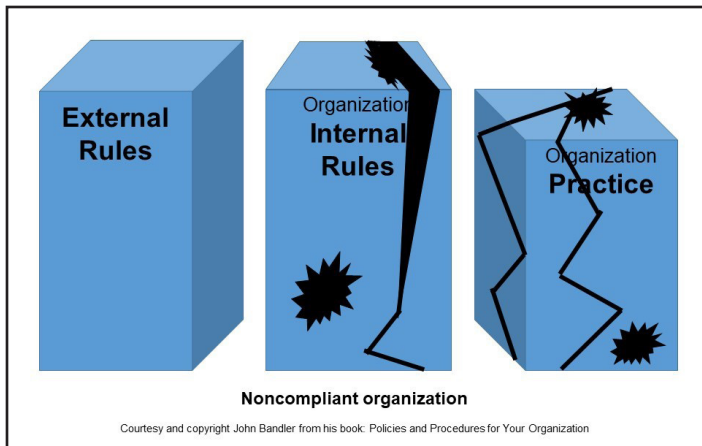 External
Rules
Organization
Internal
Rules
Organization
Practice
Noncompliant organization
Courtesy and copyright John Bandler from his book: Policies and Procedures for Your Organization